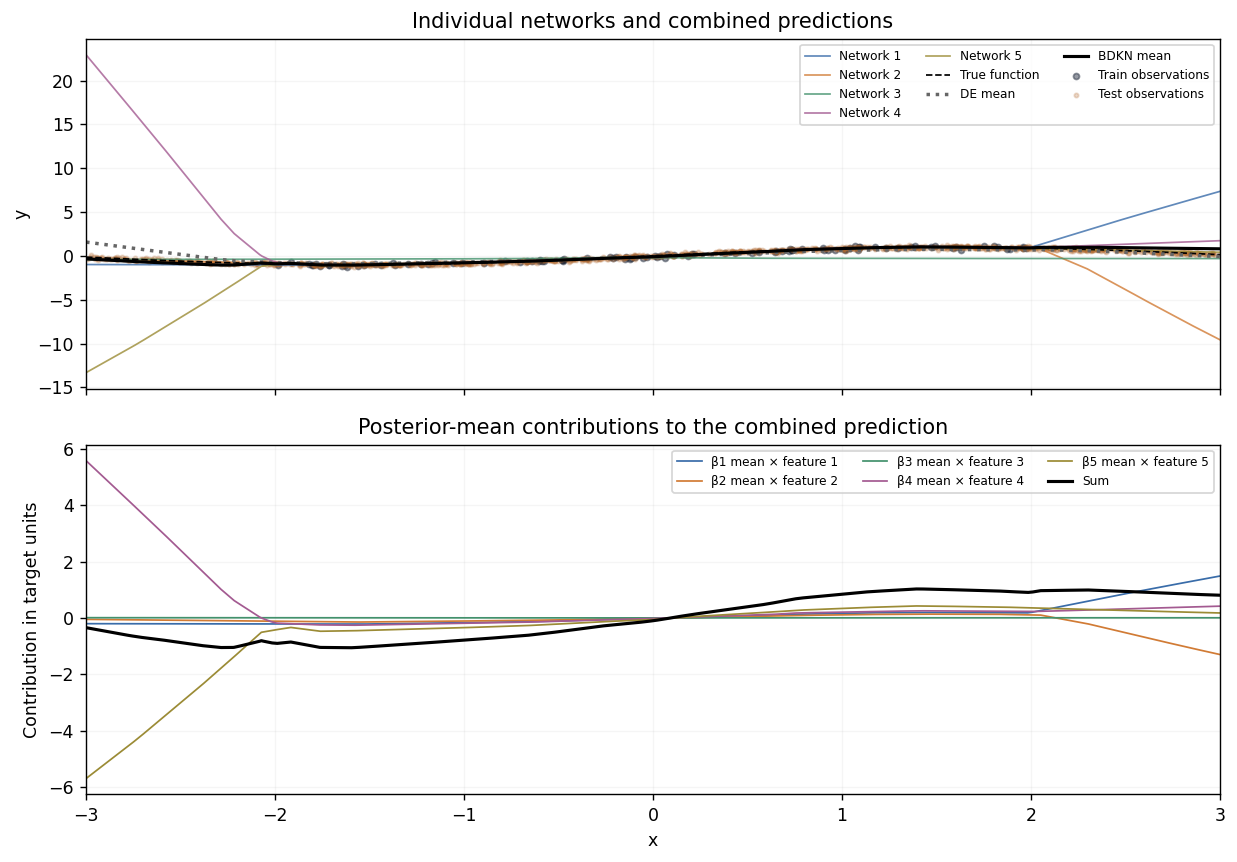 Individual networks and combined predictions
20
15
10
5
0
−5
−10
−15
y
Network 1
Network 2
Network 3
Network 4
Network 5
True function
DE mean
BDKN mean
Train observations
Test observations
Posterior-mean contributions to the combined prediction
6
4
2
0
−2
−4
−6
Contribution in target units
β1 mean × feature 1
β2 mean × feature 2
β3 mean × feature 3
β4 mean × feature 4
β5 mean × feature 5
Sum
−3
−2
−1
0
1
2
3
x